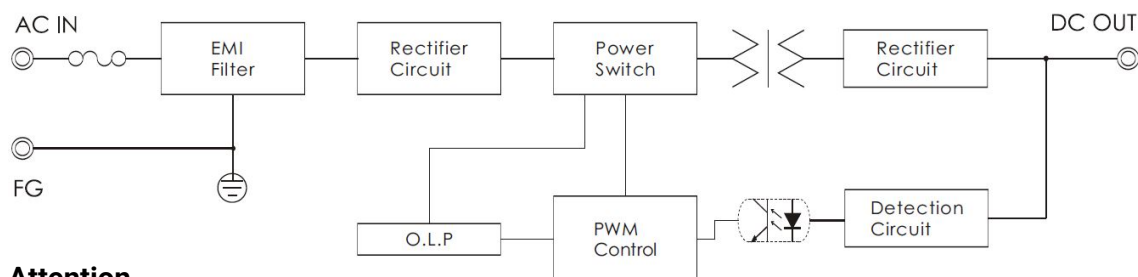 AC IN
EMI
Filter
Rectifier
Circuit
Power
Switch
Rectifier
Circuit
DC OUT
FG
O.L.P
PWM
Control
Detection
Circuit
Attention